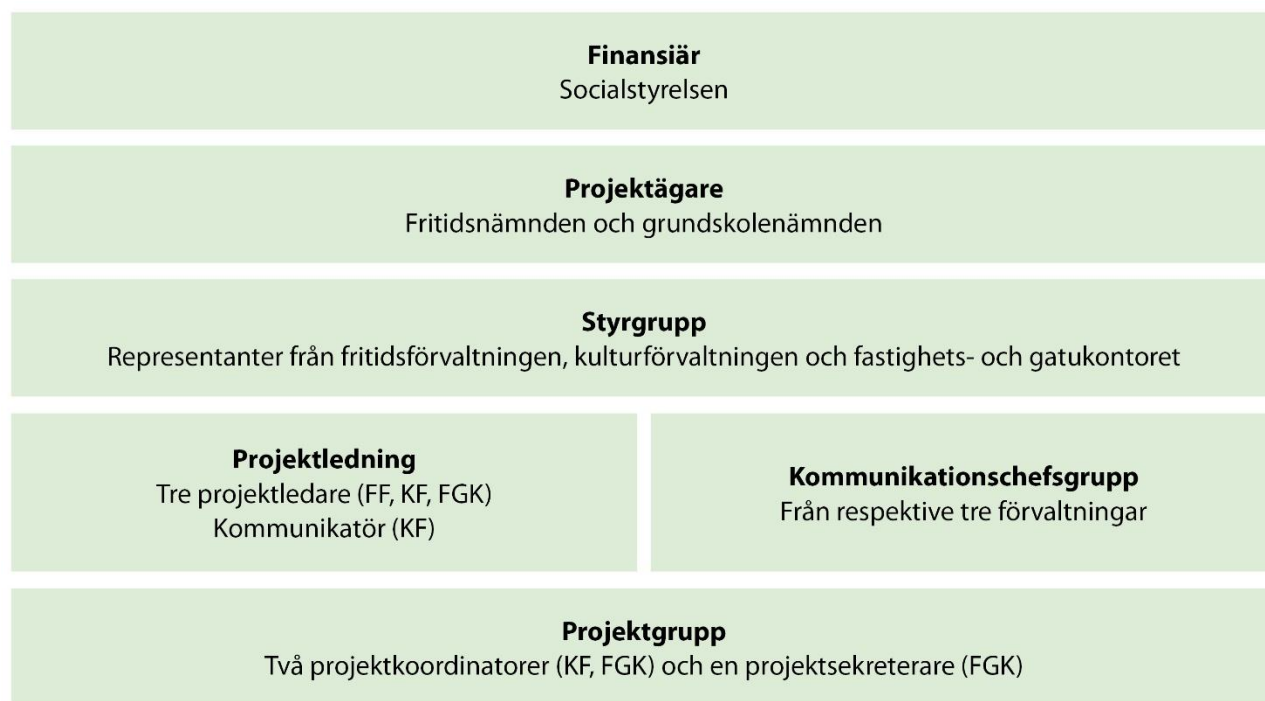 Finansiär
Socialstyrelsen
Projektägare
Fritidsnämnden och grundskolenämnden
Styrgrupp
Representanter från fritidsförvaltningen, kulturförvaltningen och fastighets- och gatukontoret
Projektledning
Tre projektledare (FF, KF, FGK)
Kommunikatör (KF)
Kommunikationschefsgrupp
Från respektive tre förvaltningar
Projektgrupp
Två projektkoordinatorer (KF, FGK) och en projektsekreterare (FGK)